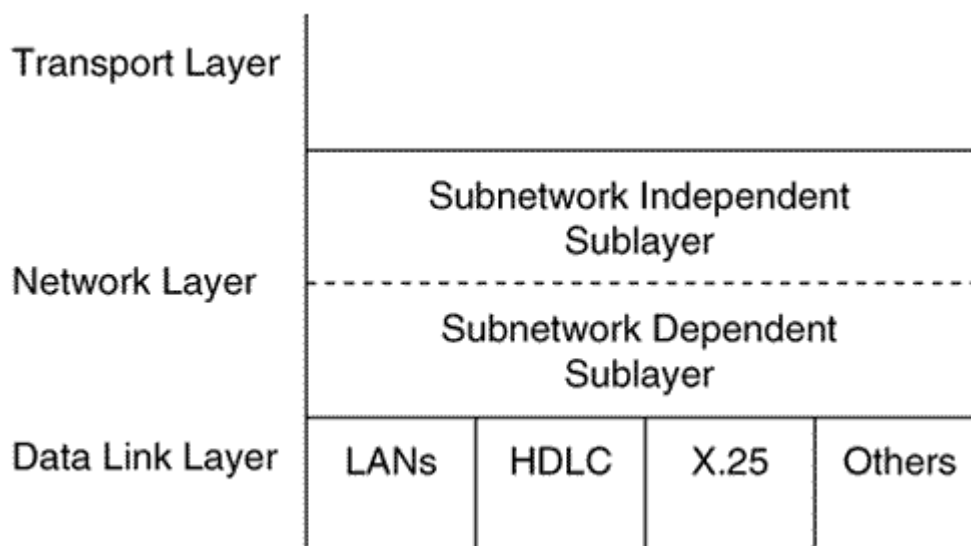 Transport Layer
Subnetwork Independent
Sublayer
Network Layer
Subnetwork Dependent
Sublayer
Data Link Layer
LANs
HDLC
X.25
Others